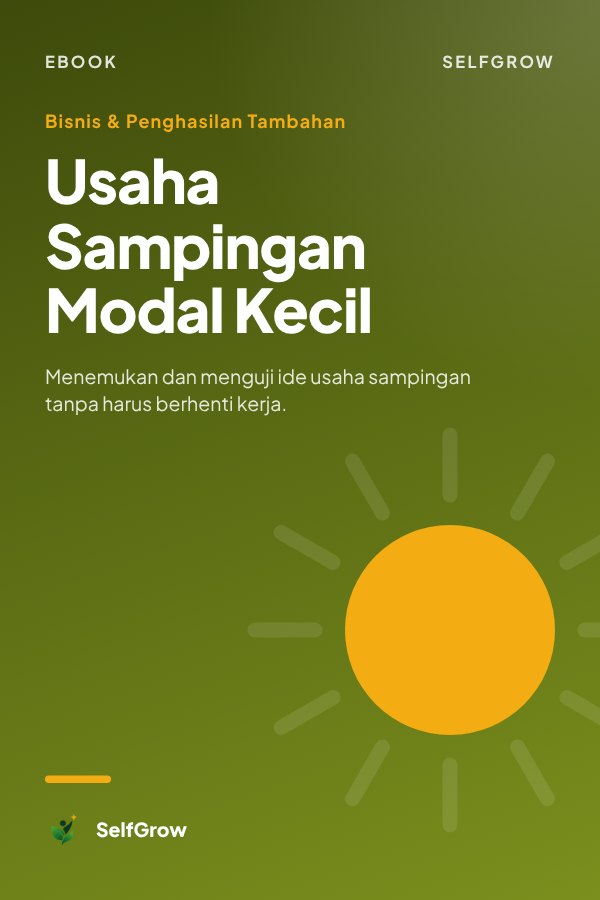 EBOOK
SELFGROW
Bisnis & Penghasilan Tambahan
Usaha
Sampingan
Modal Kecil
Menemukan dan menguji ide usaha sampingan
tanpa harus berhenti kerja.
SelfGrow